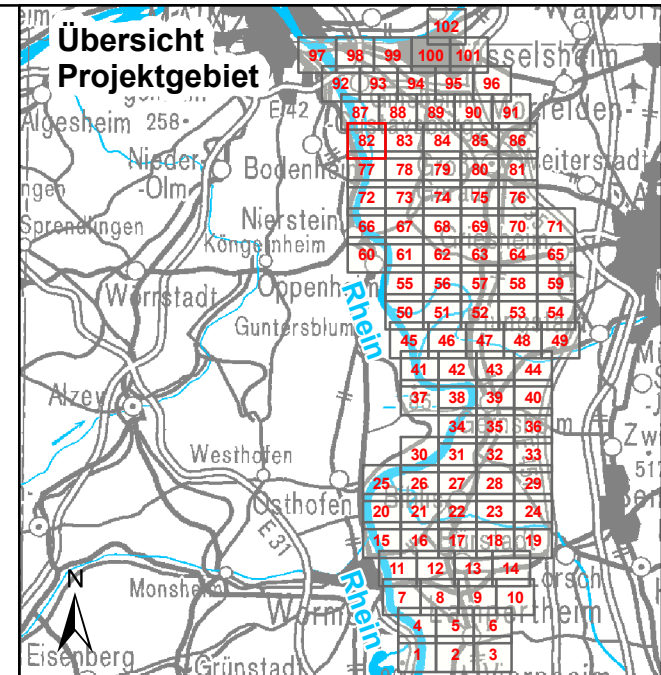 Übersicht
Projektgebiet
102
97 98 99 100 101
sselsheim
92 93 94 95 96
87 88 89 90 91
E 42
Algesheim 258
82 83 84 85 86
Nieder-
-Olm
Bodenheim
Weiterstadt
77 78 79 80 81
72 73 74 75 76
Sprendlingen
Nierstein
66 67 68 69 70 71
Köngernheim
60 61 62 63 64 65
Wörrstadt
Oppenheim
55 56 57 58 59
Rhein
50 51 52 53 54
Guntersblum
45 46 47 48 49
41 42 43 44
Alzey
37 38 39 40
34 35 36
Westhofen
30 31 32 33
25 26 27 28 29
Osthofen
20 21 22 23 24
E 31
15 16 17 18 19
11 12 13 14
Lorsch
N
Monsheim
Rhein
7 8 9 10
Worms
4 5 6
Eisenberg
Grünstadt
1 2 3